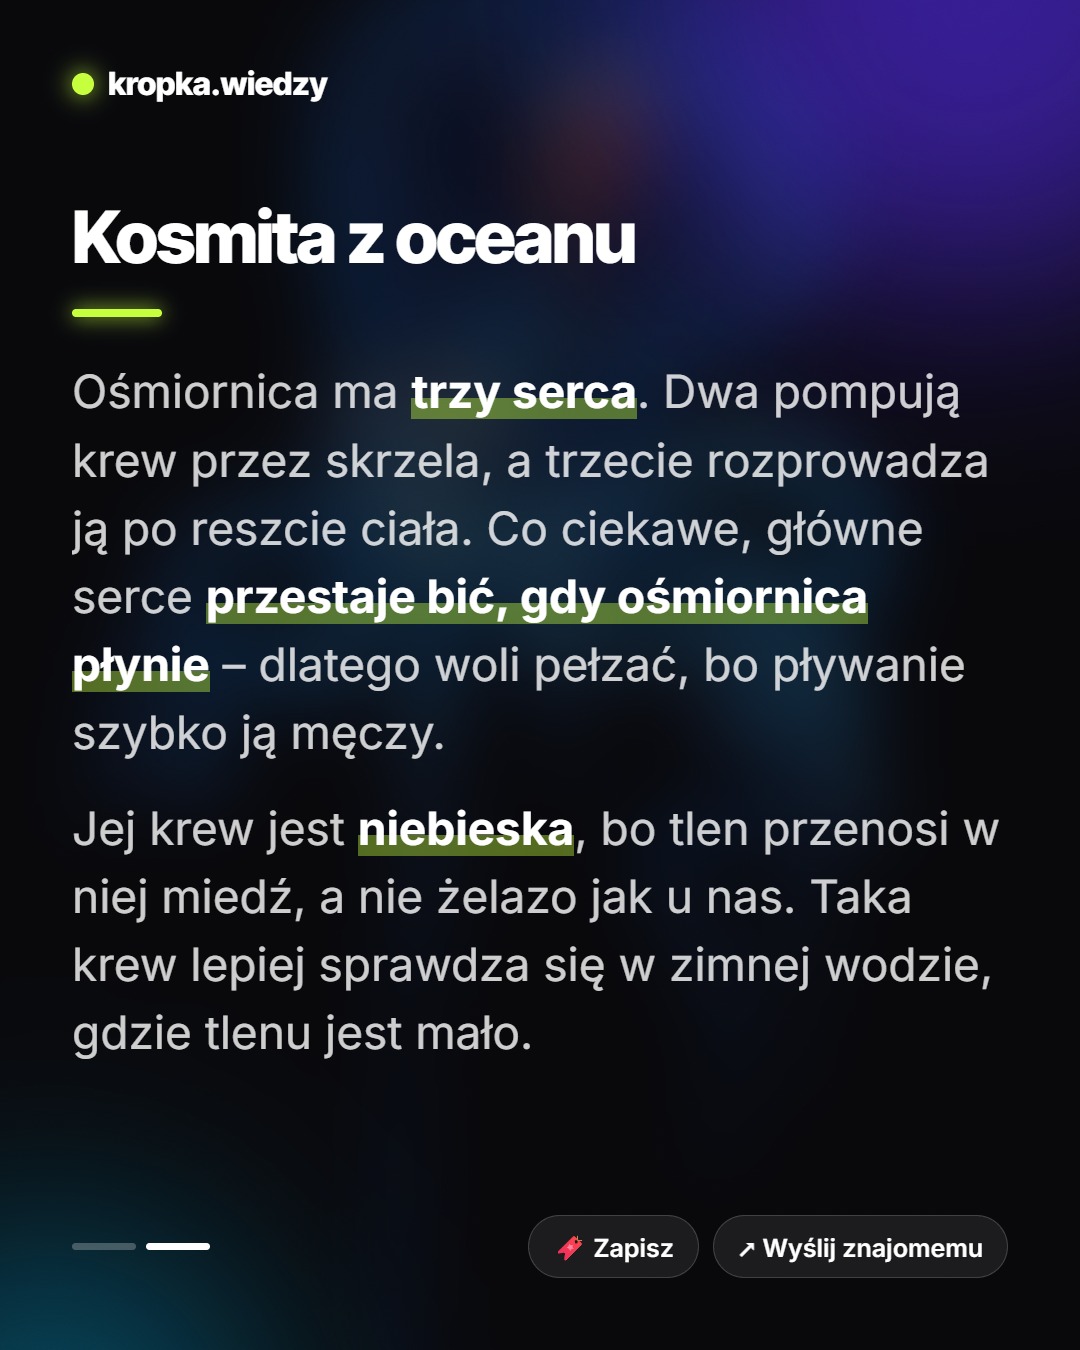 kropka.wiedzy
Kosmita z oceanu
Ośmiornica ma trzy serca. Dwa pompują
krew przez skrzela, a trzecie rozprowadza
ją po reszcie ciała. Co ciekawe, główne
serce przestaje bić, gdy ośmiornica
płynie – dlatego woli pełzać, bo pływanie
szybko ją męczy.
Jej krew jest niebieska, bo tlen przenosi w
niej miedź, a nie żelazo jak u nas. Taka
krew lepiej sprawdza się w zimnej wodzie,
gdzie tlenu jest mało.
Zapisz
↗ Wyślij znajomemu